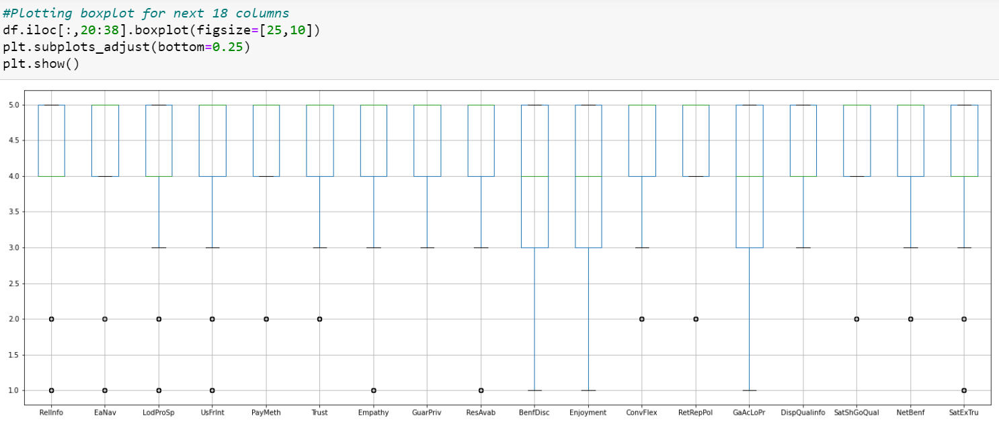 #Plotting boxplot for next 18 columns
df.iloc[:,20:38].boxplot(figsize=[25,10])
plt.subplots_adjust(bottom=0.25)
plt.show()
5.0
4.5
4.0
3.5
3.0
2.5
2.0
1.5
1.0
RelInfo EaNav LodProSp UsFrInt PayMeth Trust Empathy GuarPriv ResAvab BenfDisc Enjoyment ConvFlex RetRepPol GaAcLoPr DispQualinfo SatShGoQual NetBenf SatExTru